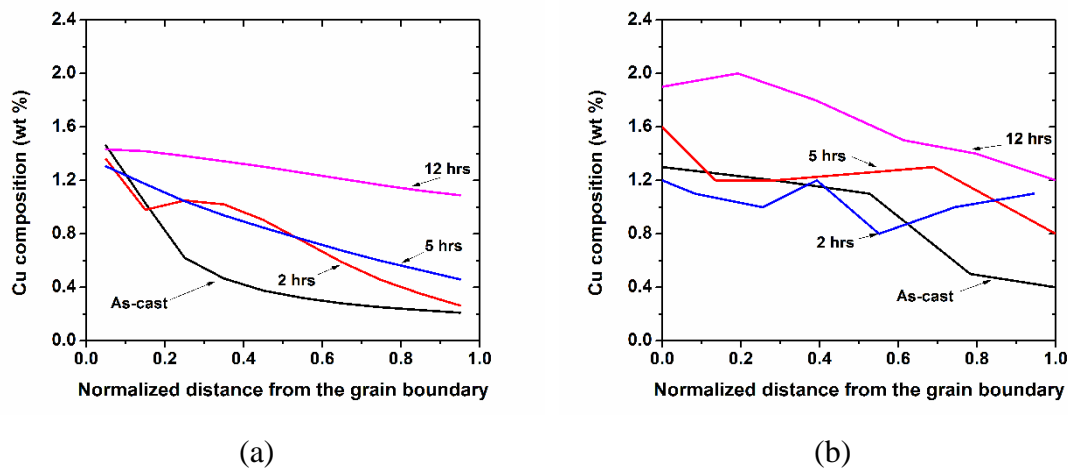 2.4
2.0
1.6
1.2
0.8
0.4
0.0
Cu composition (wt %)
12 hrs
5 hrs
2 hrs
As-cast
0.0 0.2 0.4 0.6 0.8 1.0
Normalized distance from the grain boundary
(a)
2.4
2.0
1.6
1.2
0.8
0.4
0.0
Cu composition (wt %)
12 hrs
5 hrs
2 hrs
As-cast
0.0 0.2 0.4 0.6 0.8 1.0
Normalized distance from the grain boundary
(b)